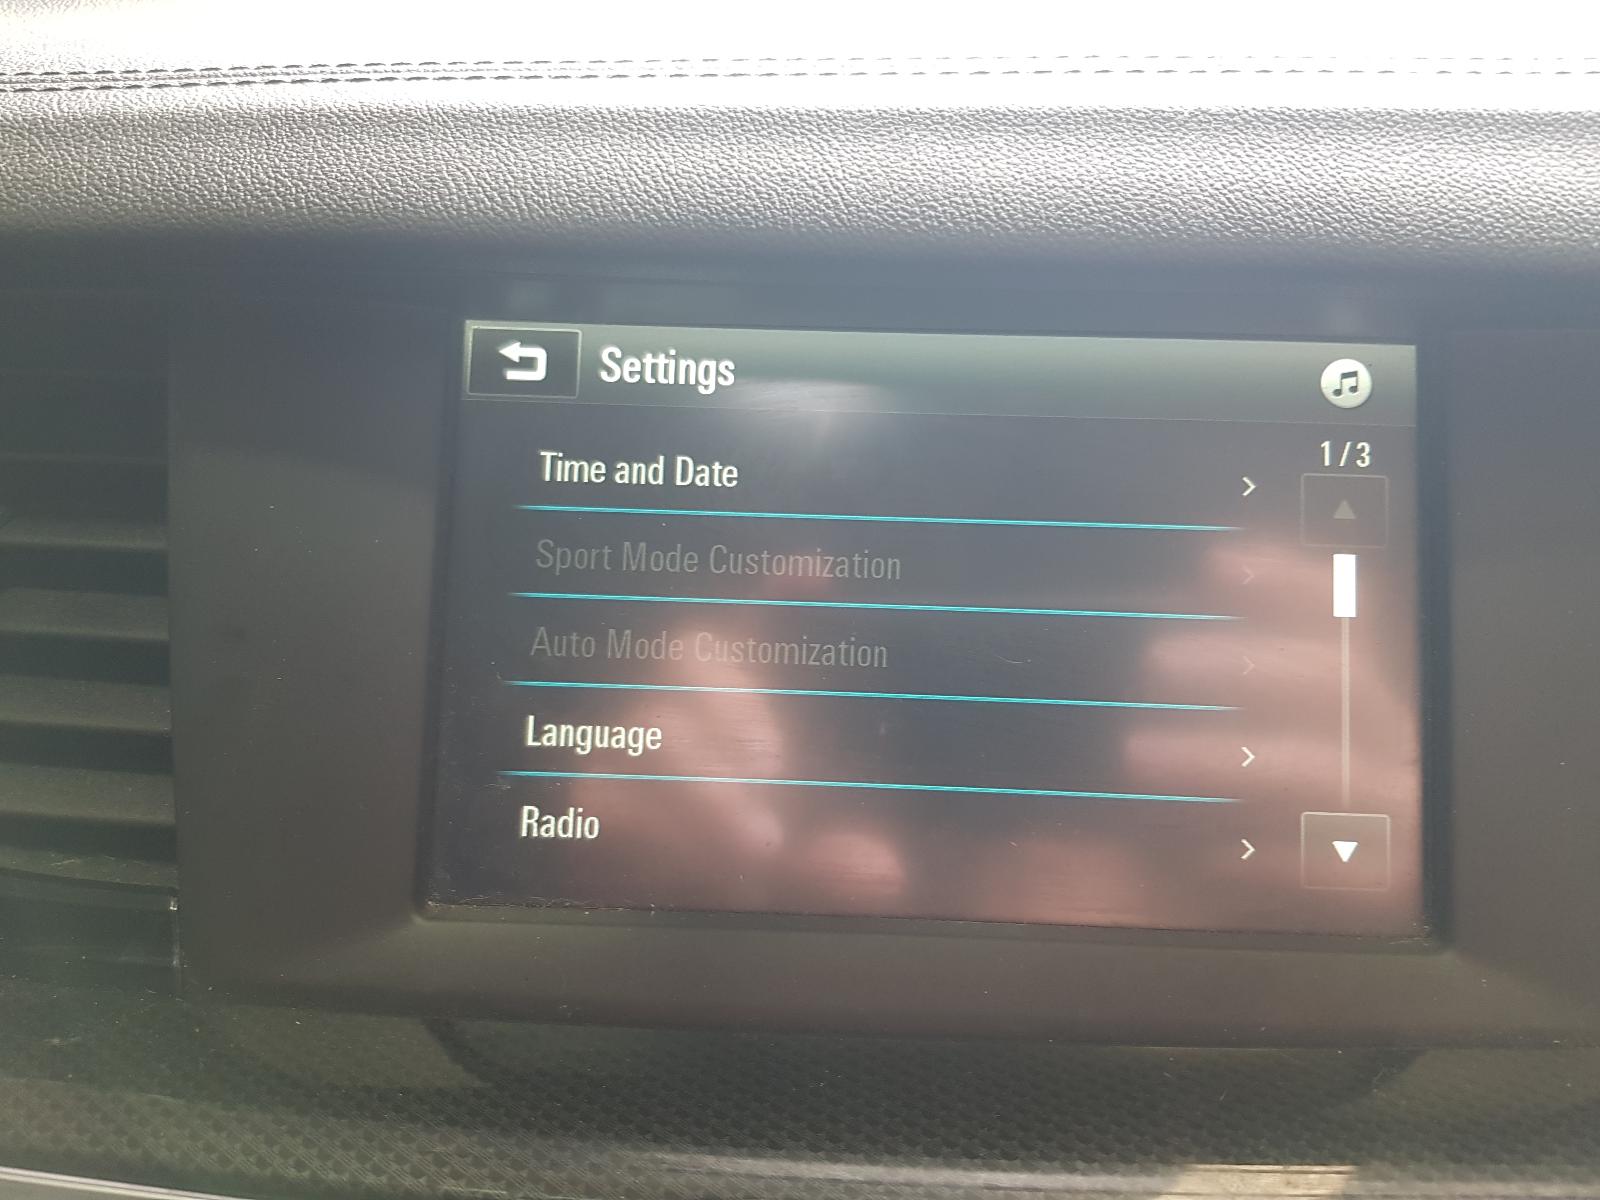 Settings
1/3
Time and Date
Sport Mode Customization
Auto Mode Customization
Language
Radio